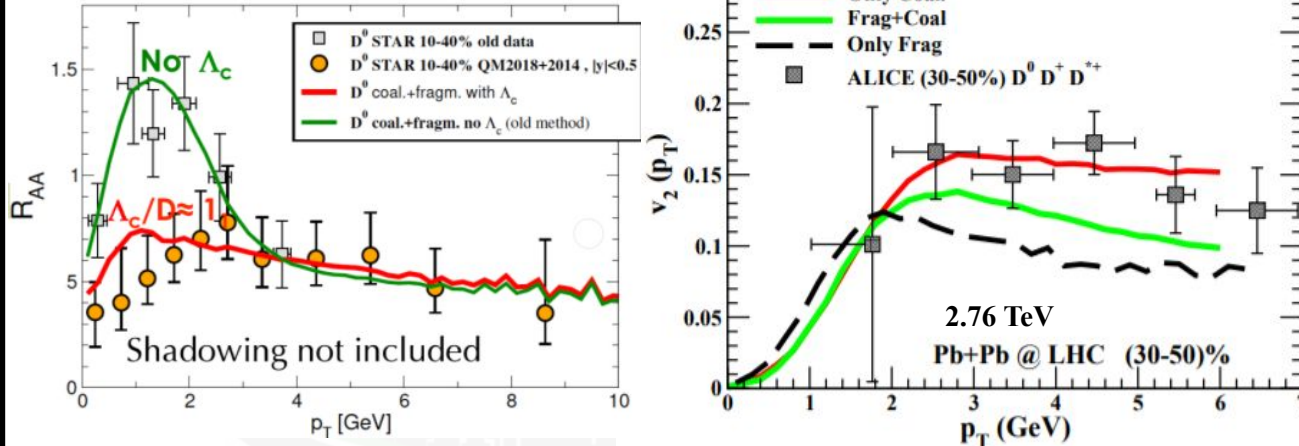 D⁰ STAR 10-40% old data
D⁰ STAR 10-40% QM2018+2014 , |y|<0.5
D⁰ coal.+fragm. with Λc
D⁰ coal.+fragm. no Λc (old method)
No Λc
Λc/D≈ 1
Shadowing not included
R_AA
1.5
1
5
0
0 2 4 6 8 10
p_T [GeV]
Frag+Coal
Only Frag
ALICE (30-50%) D⁰ D⁺ D*⁺
2.76 TeV
Pb+Pb @ LHC (30-50)%
v₂ (p_T)
0.25
0.2
0.15
0.1
0.05
0
0 1 2 3 4 5 6
p_T (GeV)